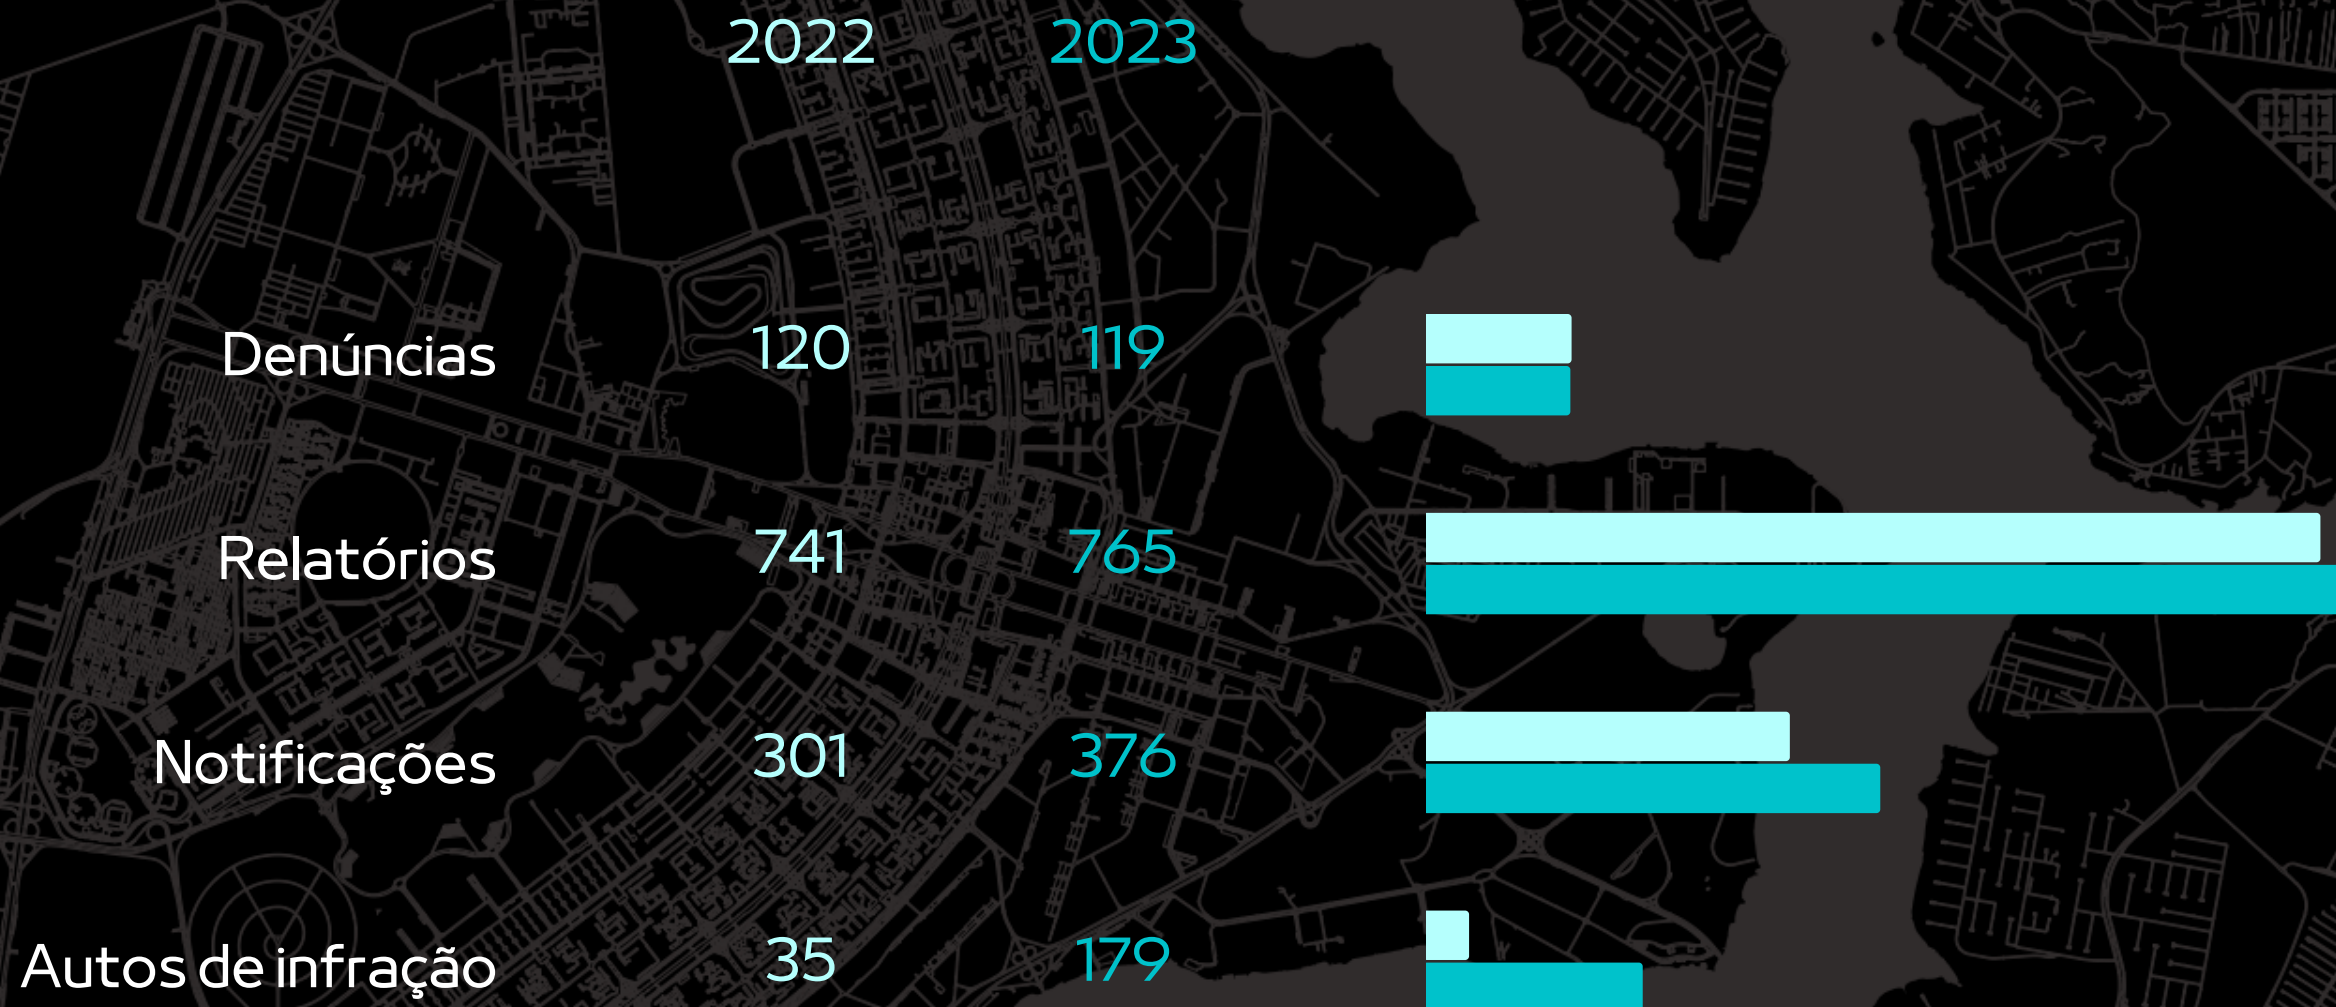 2022 2023
Denúncias 120 119
Relatórios 741 765
Notificações 301 376
Autos de infração 35 179